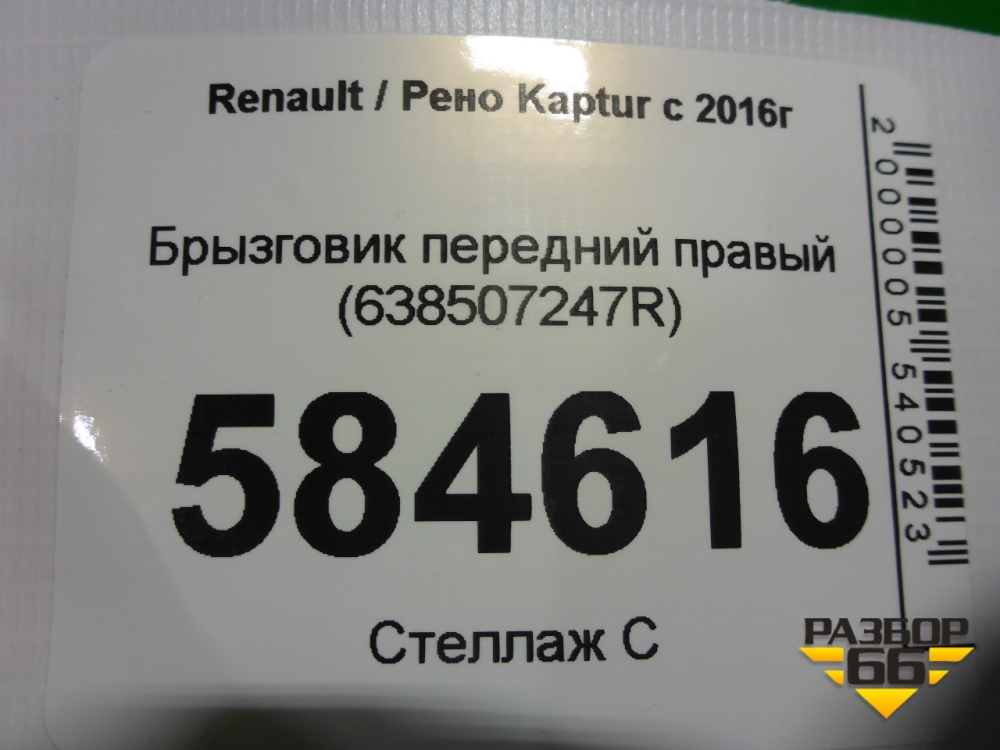 Renault / Рено Kaptur с 2016г
Брызговик передний правый
(638507247R)
584616
Стеллаж С
2000005540523
РАЗБОР
66